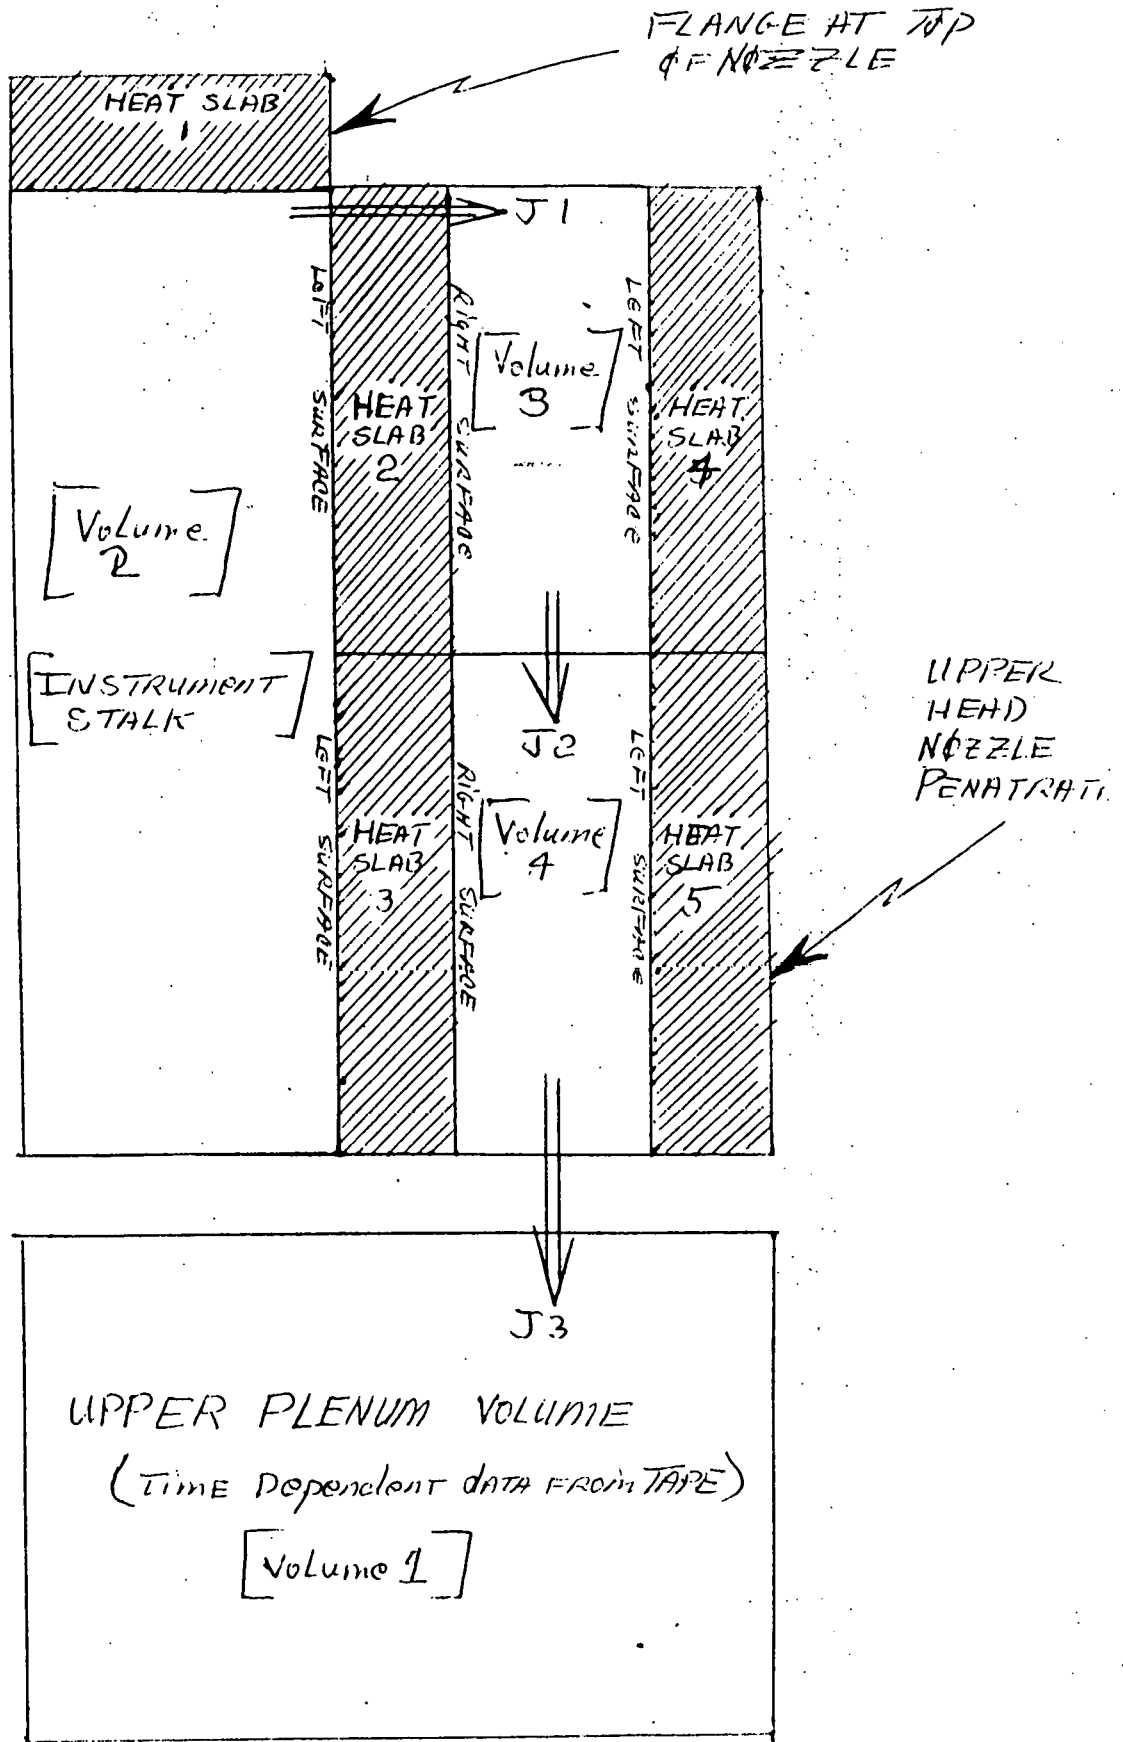 FLANGE AT TOP
OF NOZZLE
HEAT SLAB
1
J1
LEFT SURFACE
RIGHT SURFACE
LEFT SURFACE
[Volume
3]
HEAT
SLAB
2
HEAT
SLAB
4
[Volume
2]
[INSTRUMENT
STALK]
J2
UPPER
HEAD
NOZZLE
PENATRATI
LEFT SURFACE
RIGHT SURFACE
LEFT SURFACE
HEAT
SLAB
3
[Volume
4]
HEAT
SLAB
5
J3
UPPER PLENUM VOLUME
(TIME Dependent dATA FROM TAPE)
[Volume 1]